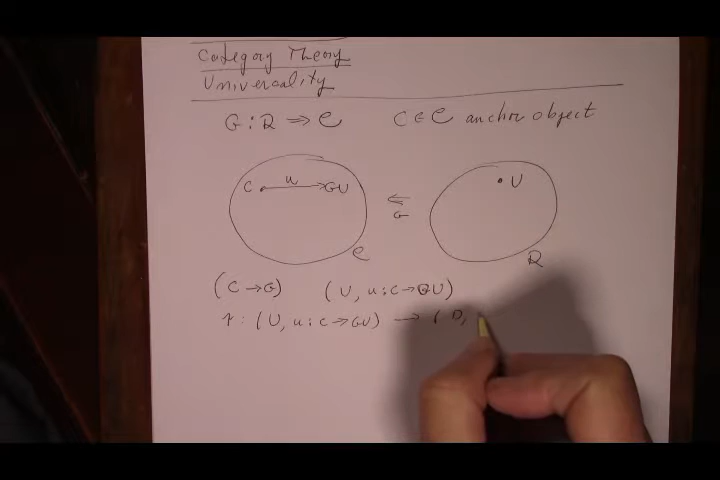 Category Theory
Universality
G : D ⇒ C   C ∈ C anchor object
C u GU
⇐ G
U
C
D
(C → G)   (U, u : C → GU)
f : (U, u : C → GU) → (D,